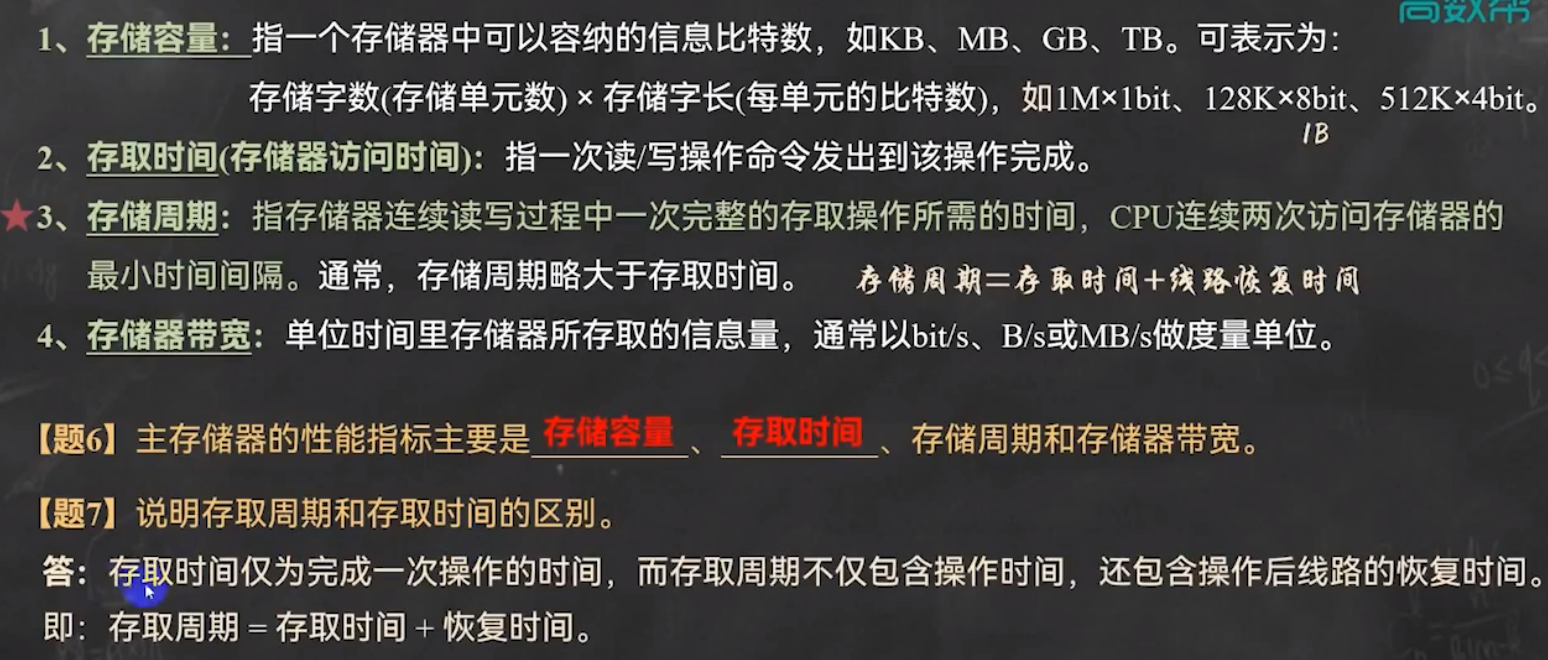 高数帮
1、存储容量：指一个存储器中可以容纳的信息比特数，如KB、MB、GB、TB。可表示为：
存储字数(存储单元数) × 存储字长(每单元的比特数)，如1M×1bit、128K×8bit、512K×4bit。
1B
2、存取时间(存储器访问时间)：指一次读/写操作命令发出到该操作完成。
★3、存储周期：指存储器连续读写过程中一次完整的存取操作所需的时间，CPU连续两次访问存储器的
最小时间间隔。通常，存储周期略大于存取时间。 存储周期=存取时间+线路恢复时间
4、存储器带宽：单位时间里存储器所存取的信息量，通常以bit/s、B/s或MB/s做度量单位。
【题6】主存储器的性能指标主要是 存储容量 、 存取时间 、存储周期和存储器带宽。
【题7】说明存取周期和存取时间的区别。
答：存取时间仅为完成一次操作的时间，而存取周期不仅包含操作时间，还包含操作后线路的恢复时间。
即：存取周期 = 存取时间 + 恢复时间。